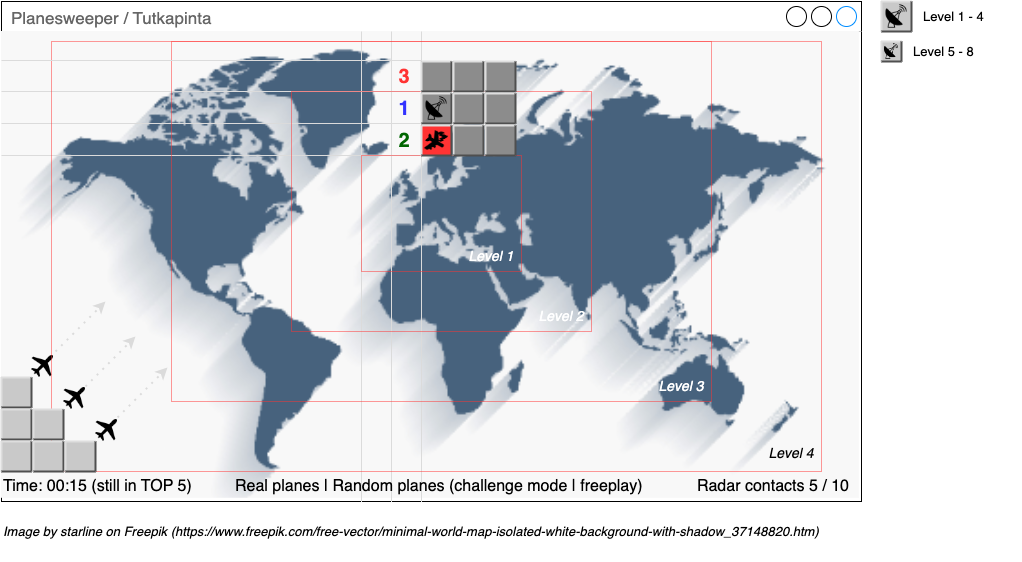 Planesweeper / Tutkapinta
Level 1 - 4
Level 5 - 8
3
1
2
Level 1
Level 2
Level 3
Level 4
Time: 00:15 (still in TOP 5)
Real planes | Random planes (challenge mode | freeplay)
Radar contacts 5 / 10
Image by starline on Freepik (https://www.freepik.com/free-vector/minimal-world-map-isolated-white-background-with-shadow_37148820.htm)